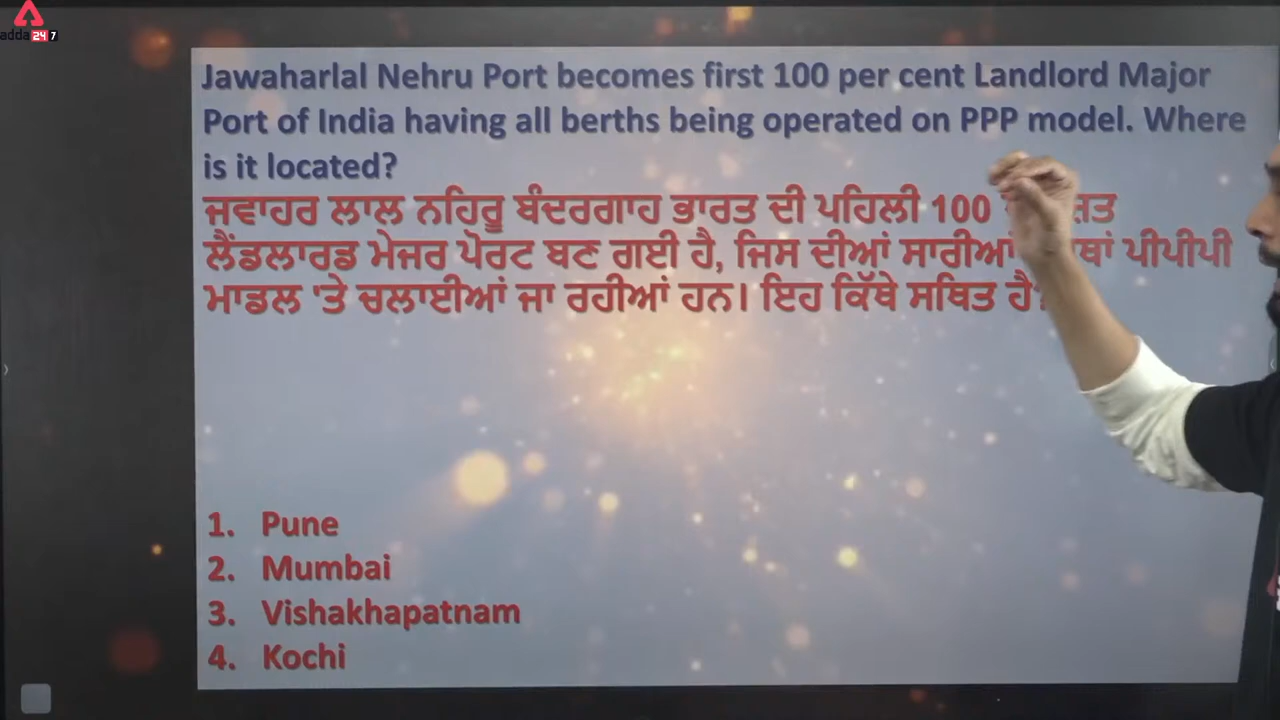 adda 24 7
Jawaharlal Nehru Port becomes first 100 per cent Landlord Major
Port of India having all berths being operated on PPP model. Where
is it located?
ਜਵਾਹਰ ਲਾਲ ਨਹਿਰੂ ਬੰਦਰਗਾਹ ਭਾਰਤ ਦੀ ਪਹਿਲੀ 100
ਲੈਂਡਲਾਰਡ ਮੇਜਰ ਪੋਰਟ ਬਣ ਗਈ ਹੈ, ਜਿਸ ਦੀਆਂ ਸਾਰੀਆਂ ਪੀਪੀਪੀ
ਮਾਡਲ 'ਤੇ ਚਲਾਈਆਂ ਜਾ ਰਹੀਆਂ ਹਨ। ਇਹ ਕਿੱਥੇ ਸਥਿਤ ਹੈ?
1. Pune
2. Mumbai
3. Vishakhapatnam
4. Kochi